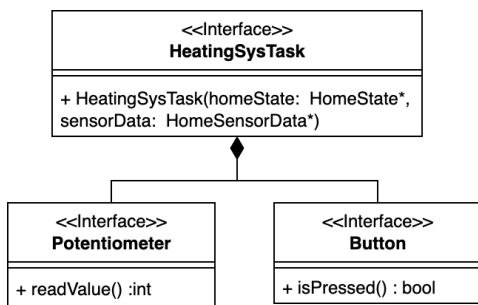 <<Interface>>
HeatingSysTask
+ HeatingSysTask(homeState: HomeState*,
sensorData: HomeSensorData*)
<<Interface>>
Potentiometer
+ readValue() :int
<<Interface>>
Button
+ isPressed() : bool